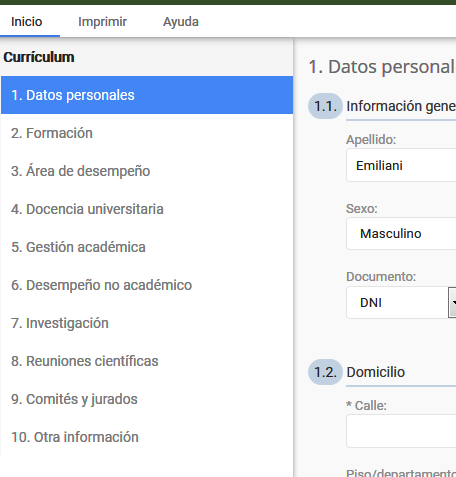 Inicio Imprimir Ayuda
Currículum
1. Datos personales
2. Formación
3. Área de desempeño
4. Docencia universitaria
5. Gestión académica
6. Desempeño no académico
7. Investigación
8. Reuniones científicas
9. Comités y jurados
10. Otra información
1. Datos personal
1.1. Información gene
Apellido:
Emiliani
Sexo:
Masculino
Documento:
DNI
1.2. Domicilio
* Calle:
Piso/departamento